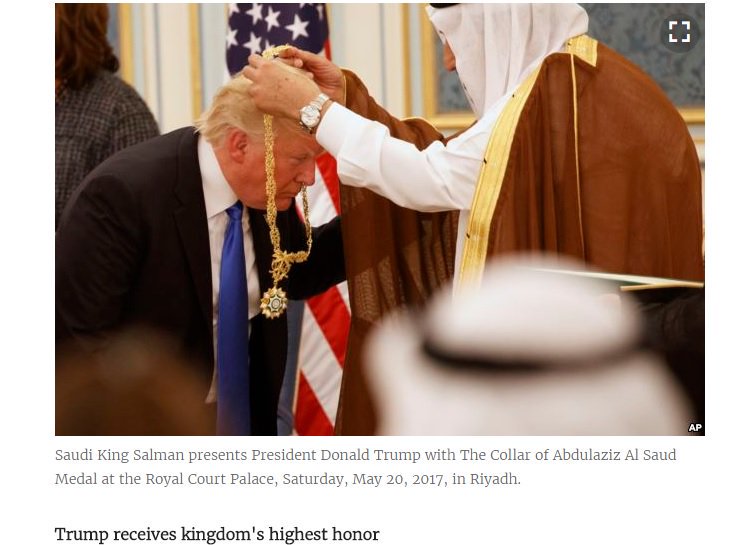 AP
Saudi King Salman presents President Donald Trump with The Collar of Abdulaziz Al Saud
Medal at the Royal Court Palace, Saturday, May 20, 2017, in Riyadh.
Trump receives kingdom's highest honor